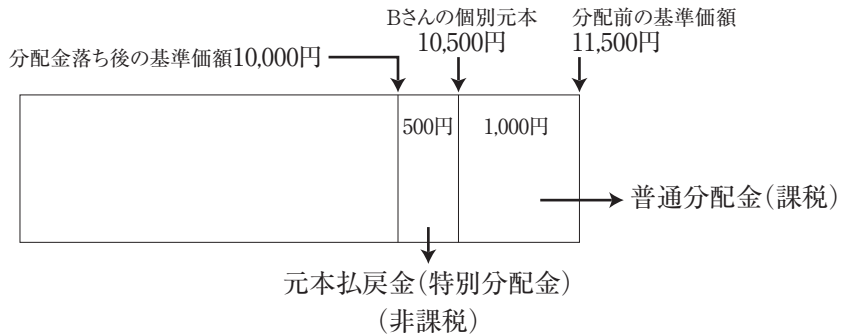 Bさんの個別元本
10,500円
分配前の基準価額
11,500円
分配金落ち後の基準価額10,000円
500円
1,000円
普通分配金(課税)
元本払戻金(特別分配金)
(非課税)